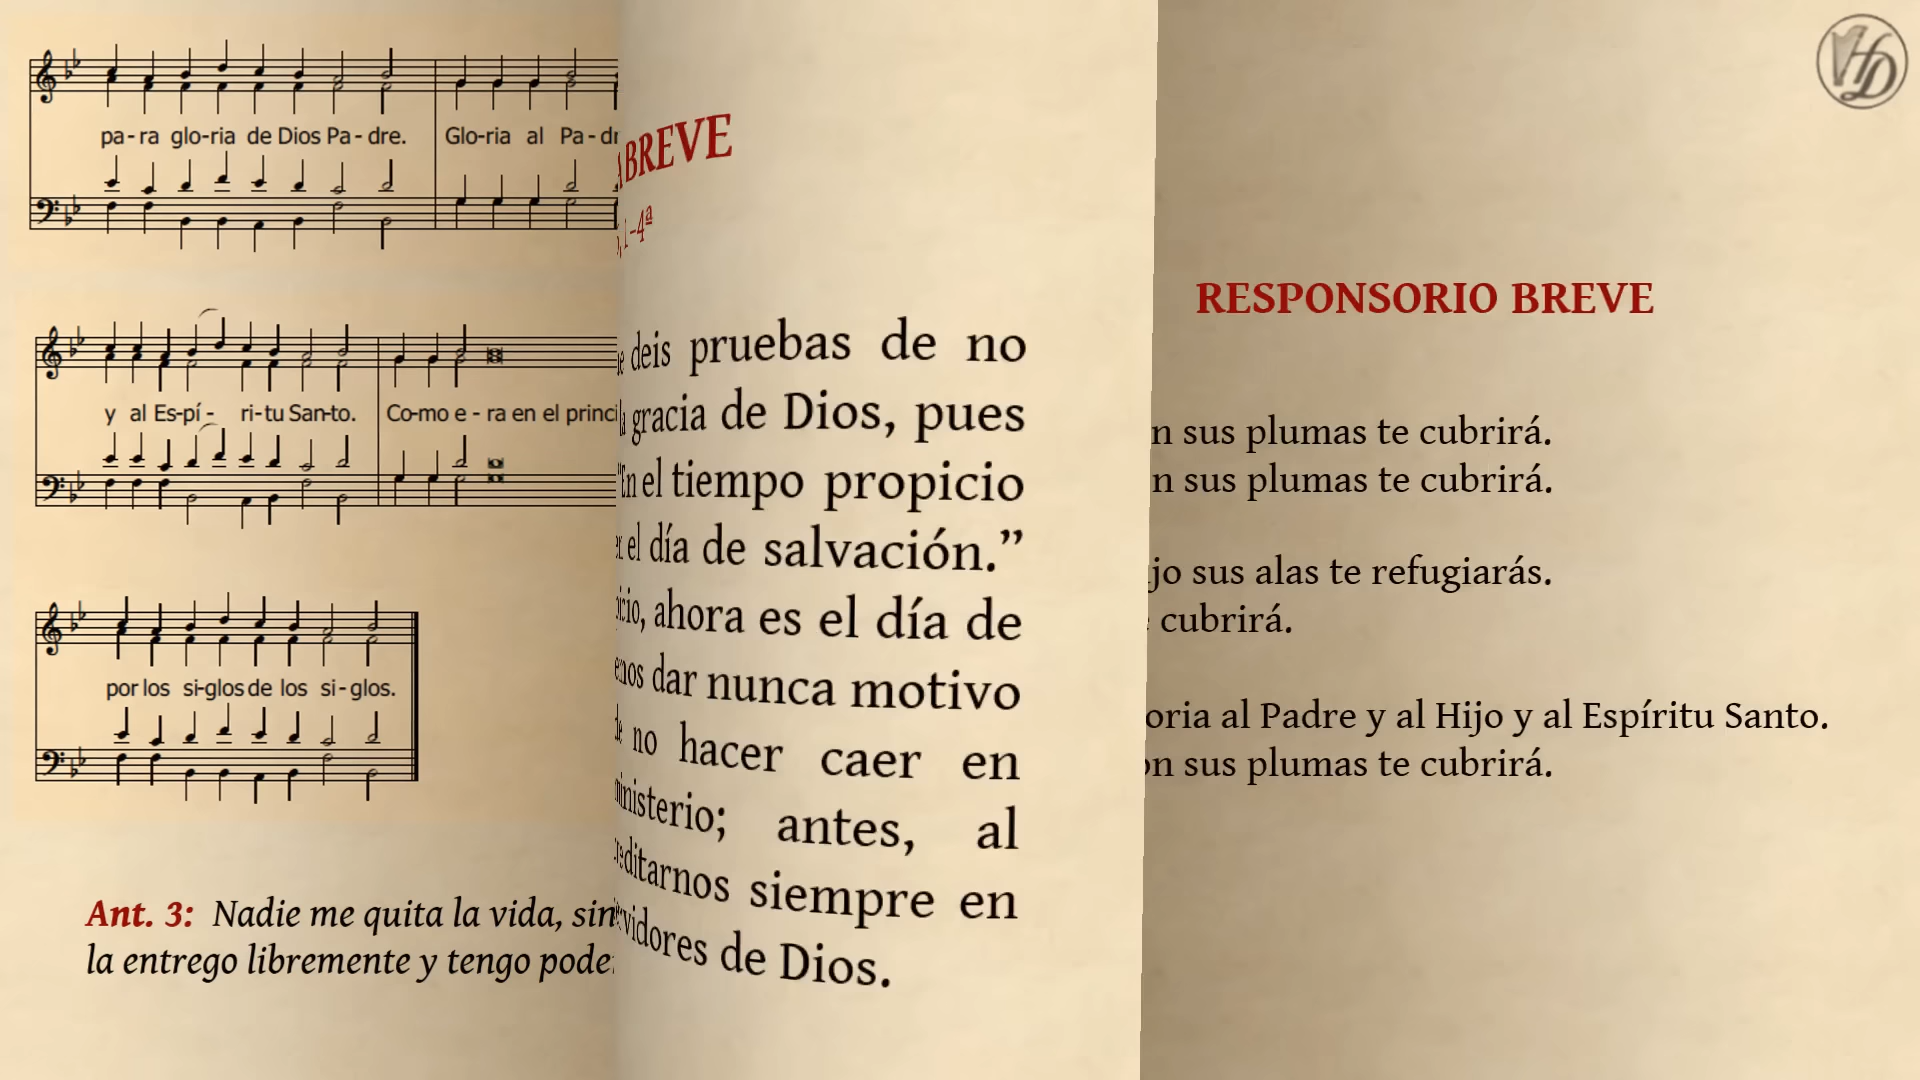 pa-ra glo-ria de Dios Pa-dre. Glo-ria al Pa-dr
y al Es-pí- ri-tu San-to. Co-mo e-ra en el princi
por los si-glos de los si-glos.
Ant. 3: Nadie me quita la vida, sin
la entrego libremente y tengo pode
BREVE
1-4ª
deis pruebas de no
gracia de Dios, pues
"En el tiempo propicio
el día de salvación.”
ahora es el día de
dar nunca motivo
no hacer caer en
ministerio; antes, al
siempre en
de Dios.
RESPONSORIO BREVE
n sus plumas te cubrirá.
n sus plumas te cubrirá.
jo sus alas te refugiarás.
cubrirá.
oria al Padre y al Hijo y al Espíritu Santo.
on sus plumas te cubrirá.
HD